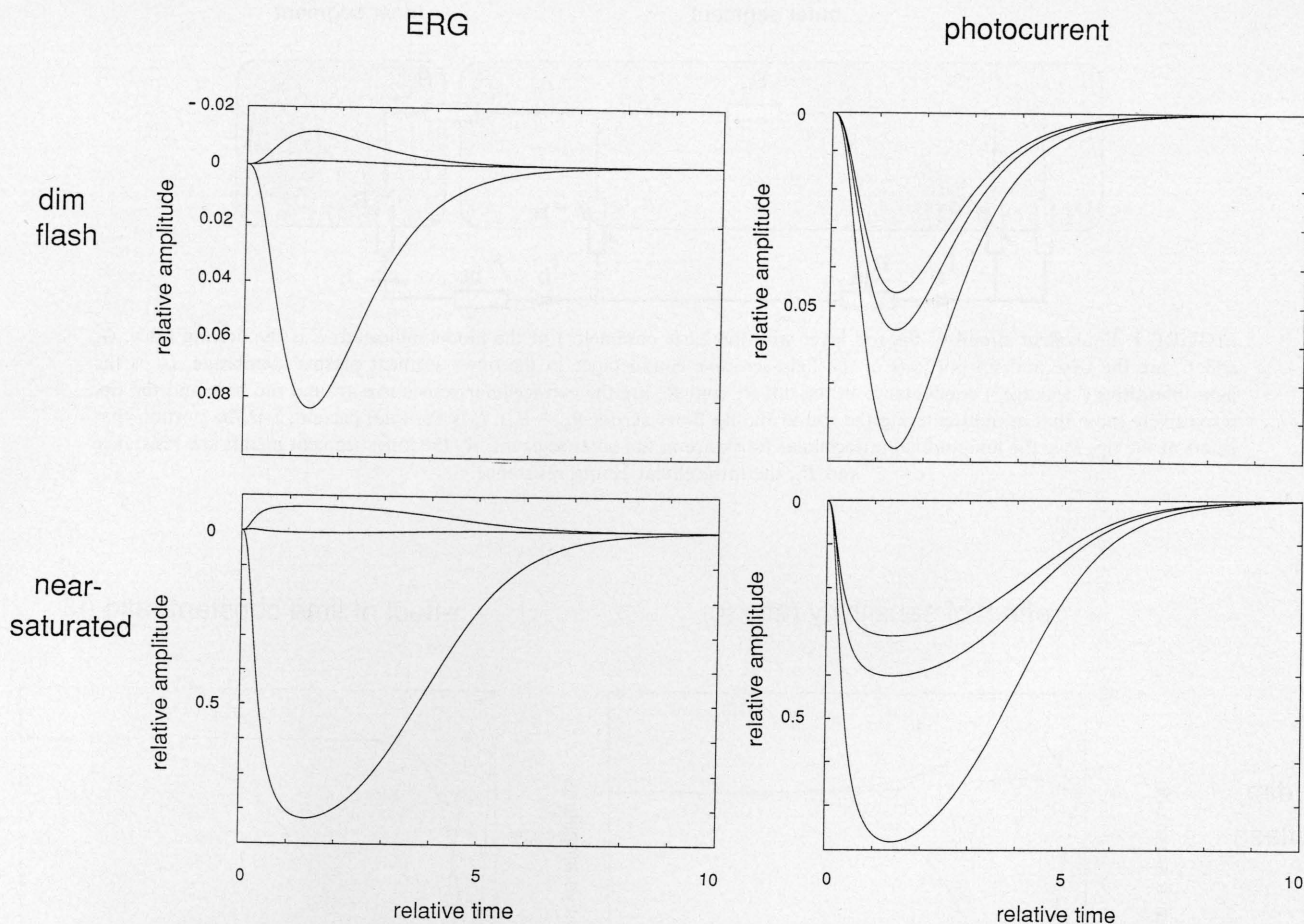 ERG
photocurrent
dim
flash
relative amplitude
- 0.02
0
0.02
0.04
0.06
0.08
relative amplitude
0
0.05
near-
saturated
relative amplitude
0
0.5
0
5
10
relative time
relative amplitude
0
0.5
0
5
10
relative time